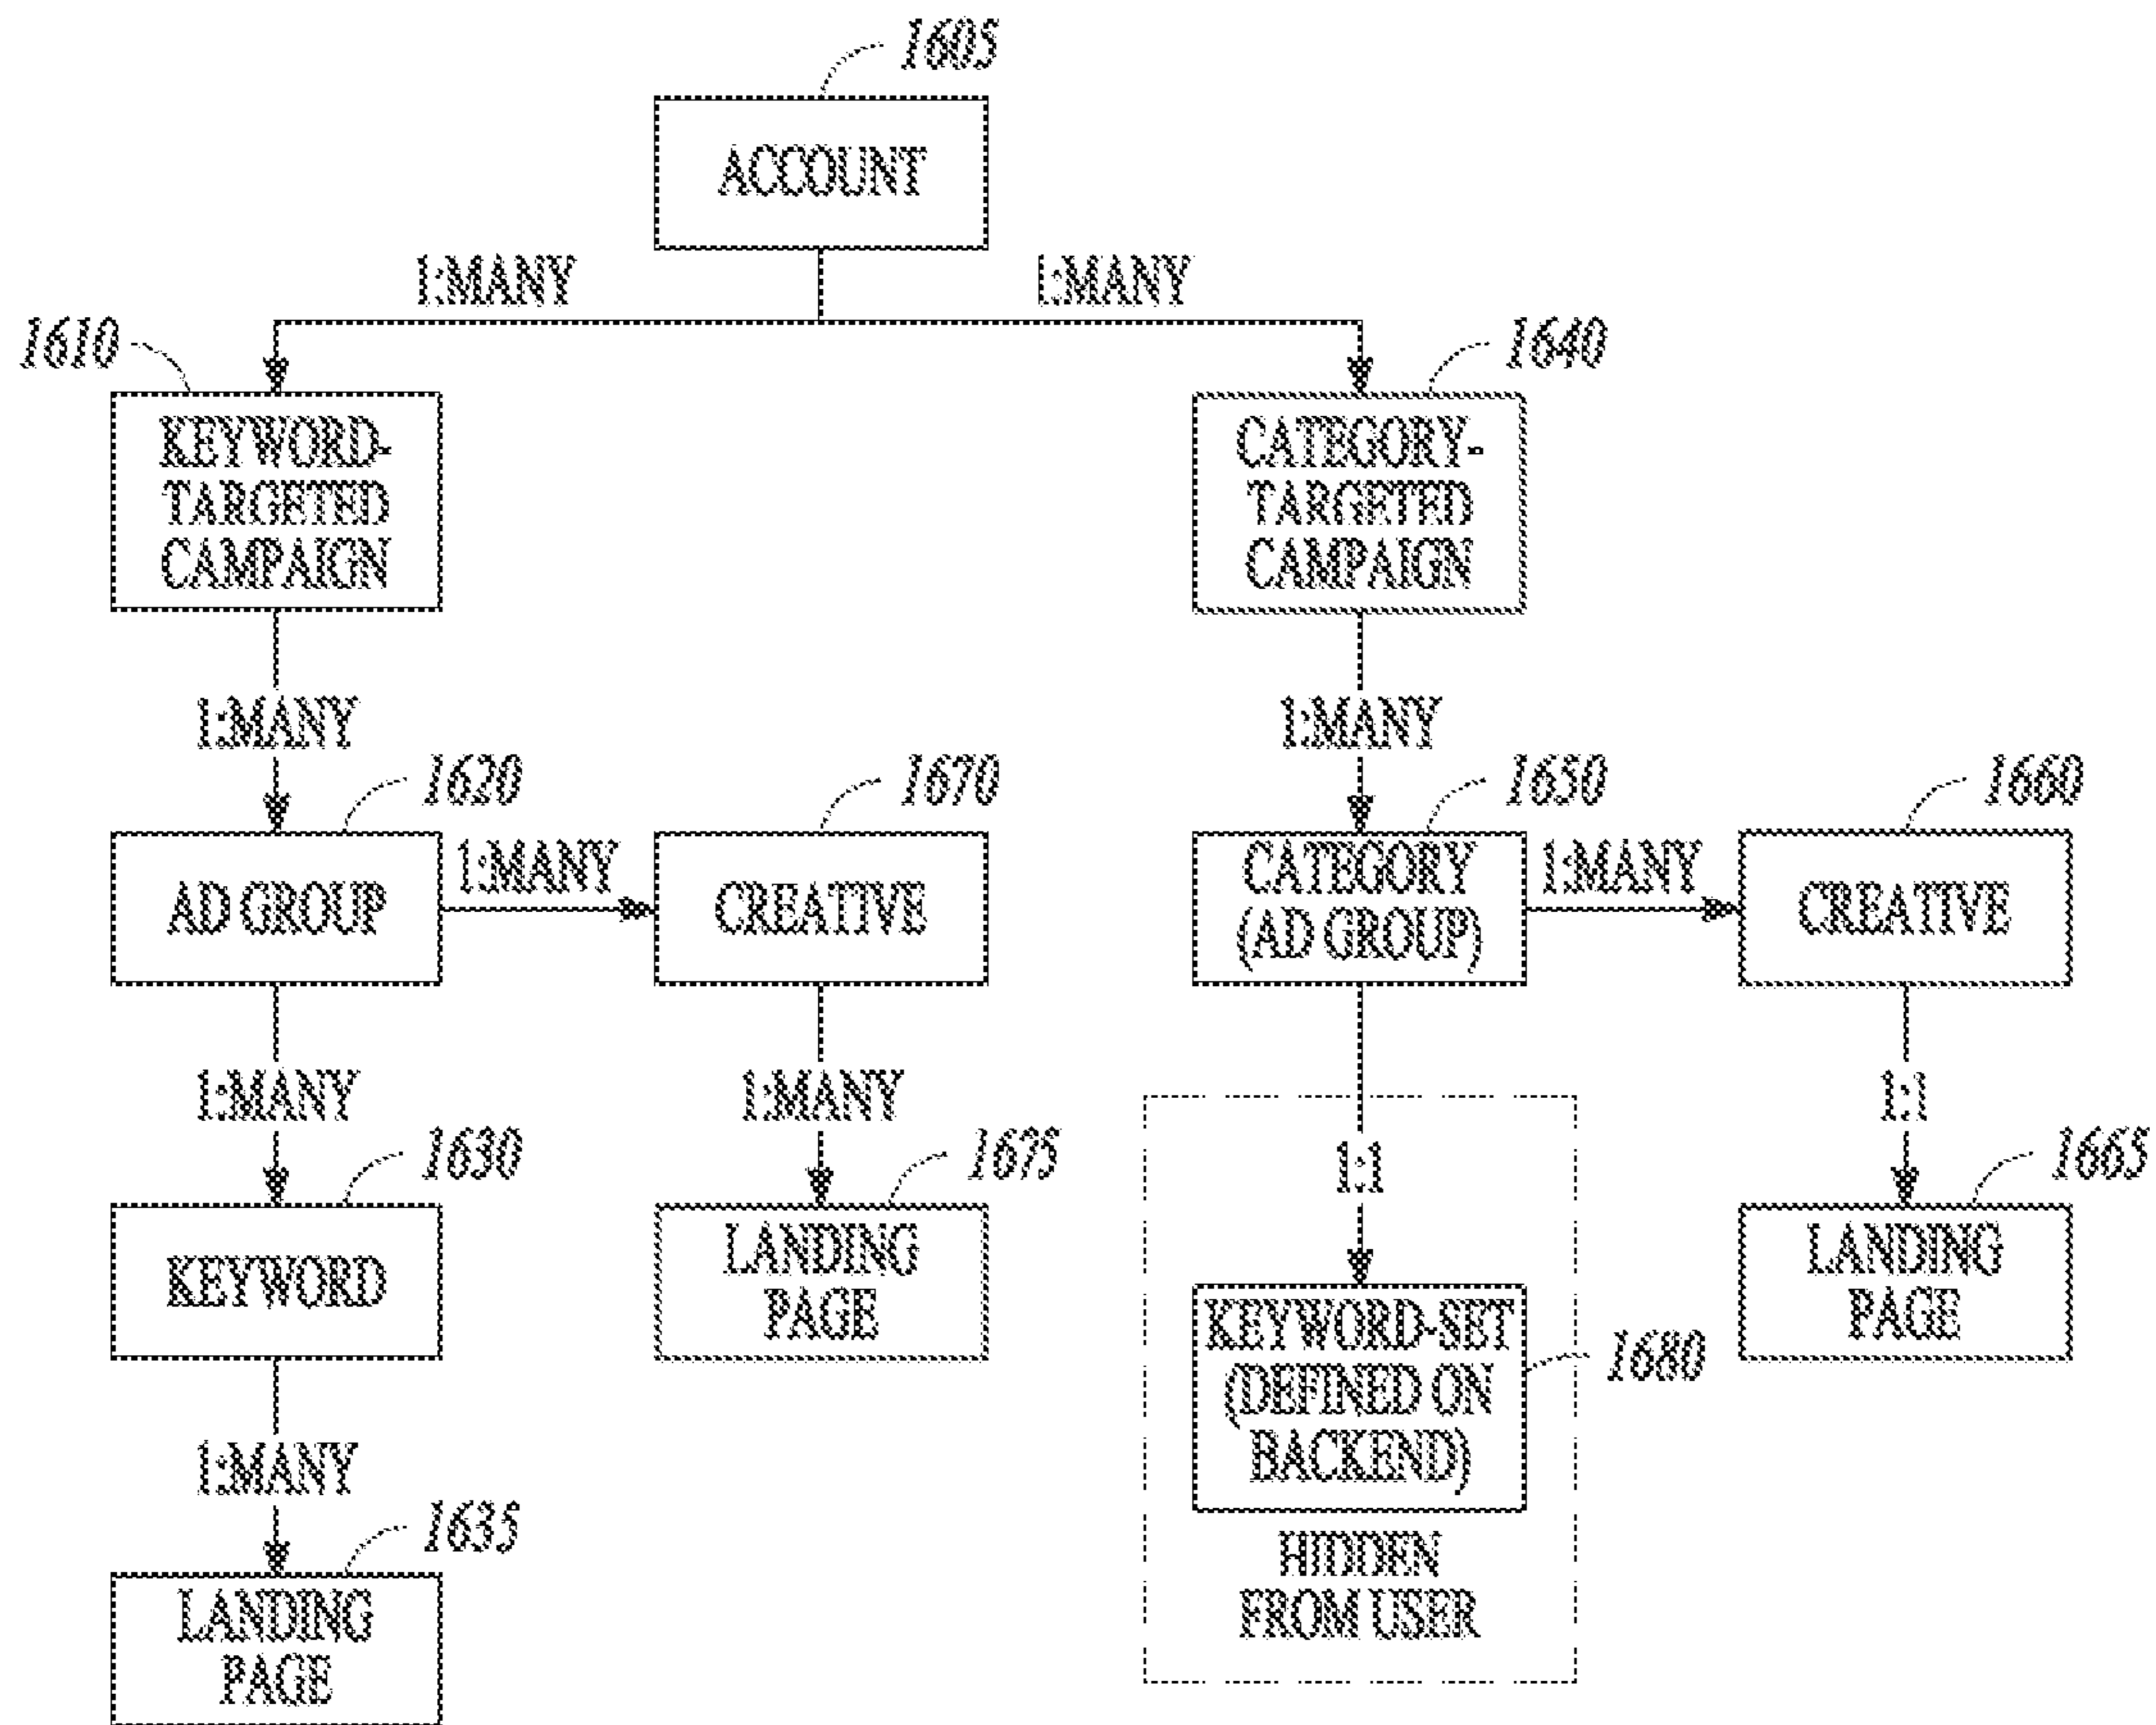 1605
ACCOUNT
1:MANY
1:MANY
1610
1640
KEYWORD-
TARGETED
CAMPAIGN
CATEGORY-
TARGETED
CAMPAIGN
1:MANY
1:MANY
1620
1670
1650
1660
AD GROUP
1:MANY
CREATIVE
CATEGORY
(AD GROUP)
1:MANY
CREATIVE
1:MANY
1:MANY
1:1
1:1
1630
1675
1665
KEYWORD
LANDING
PAGE
KEYWORD-SET
(DEFINED ON
BACKEND)
1680
LANDING
PAGE
1:MANY
1635
HIDDEN
FROM USER
LANDING
PAGE